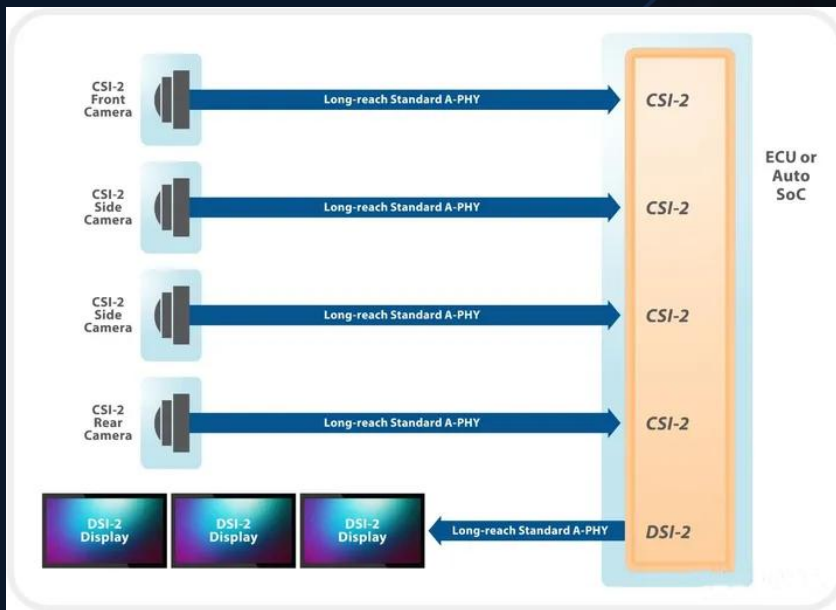 CSI-2
Front
Camera
Long-reach Standard A-PHY
CSI-2
ECU or
Auto
SoC
CSI-2
Side
Camera
Long-reach Standard A-PHY
CSI-2
CSI-2
Side
Camera
Long-reach Standard A-PHY
CSI-2
CSI-2
Rear
Camera
Long-reach Standard A-PHY
CSI-2
DSI-2
Display
DSI-2
Display
DSI-2
Display
Long-reach Standard A-PHY
DSI-2